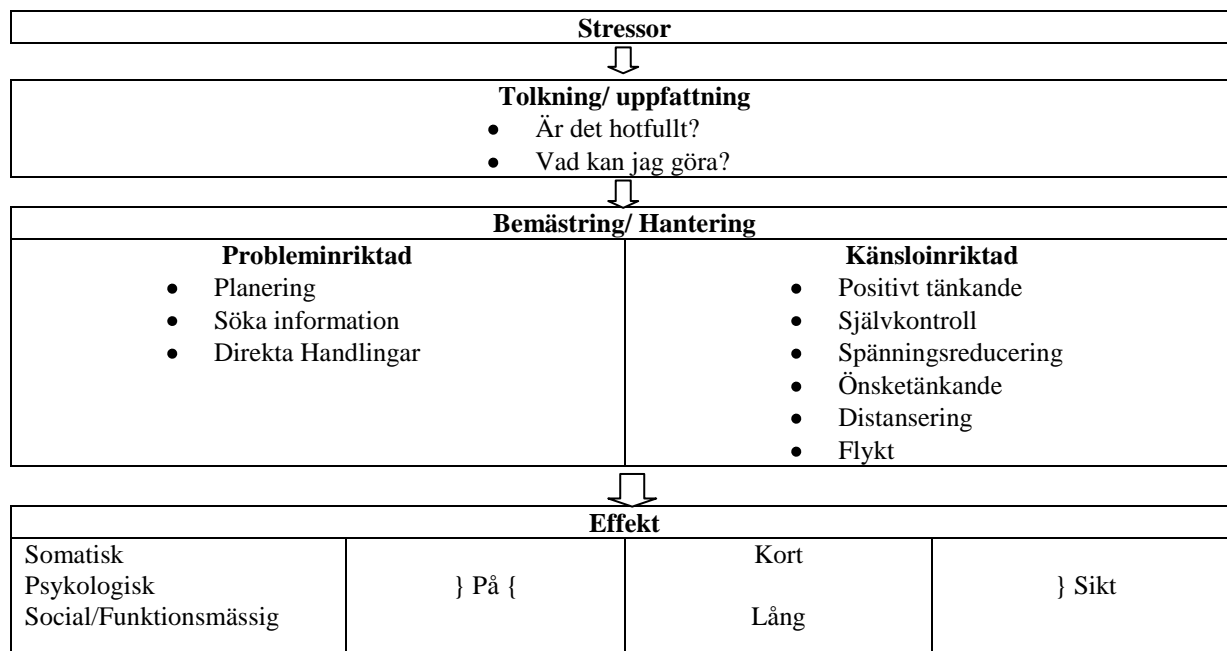 Stressor
Tolkning/ uppfattning
• Är det hotfullt?
• Vad kan jag göra?
Bemästring/ Hantering
Probleminriktad
• Planering
• Söka information
• Direkta Handlingar
Känsloinriktad
• Positivt tänkande
• Självkontroll
• Spänningsreducering
• Önsketänkande
• Distansering
• Flykt
Effekt
Somatisk
Psykologisk
Social/Funktionsmässig
} På {
Kort
Lång
} Sikt